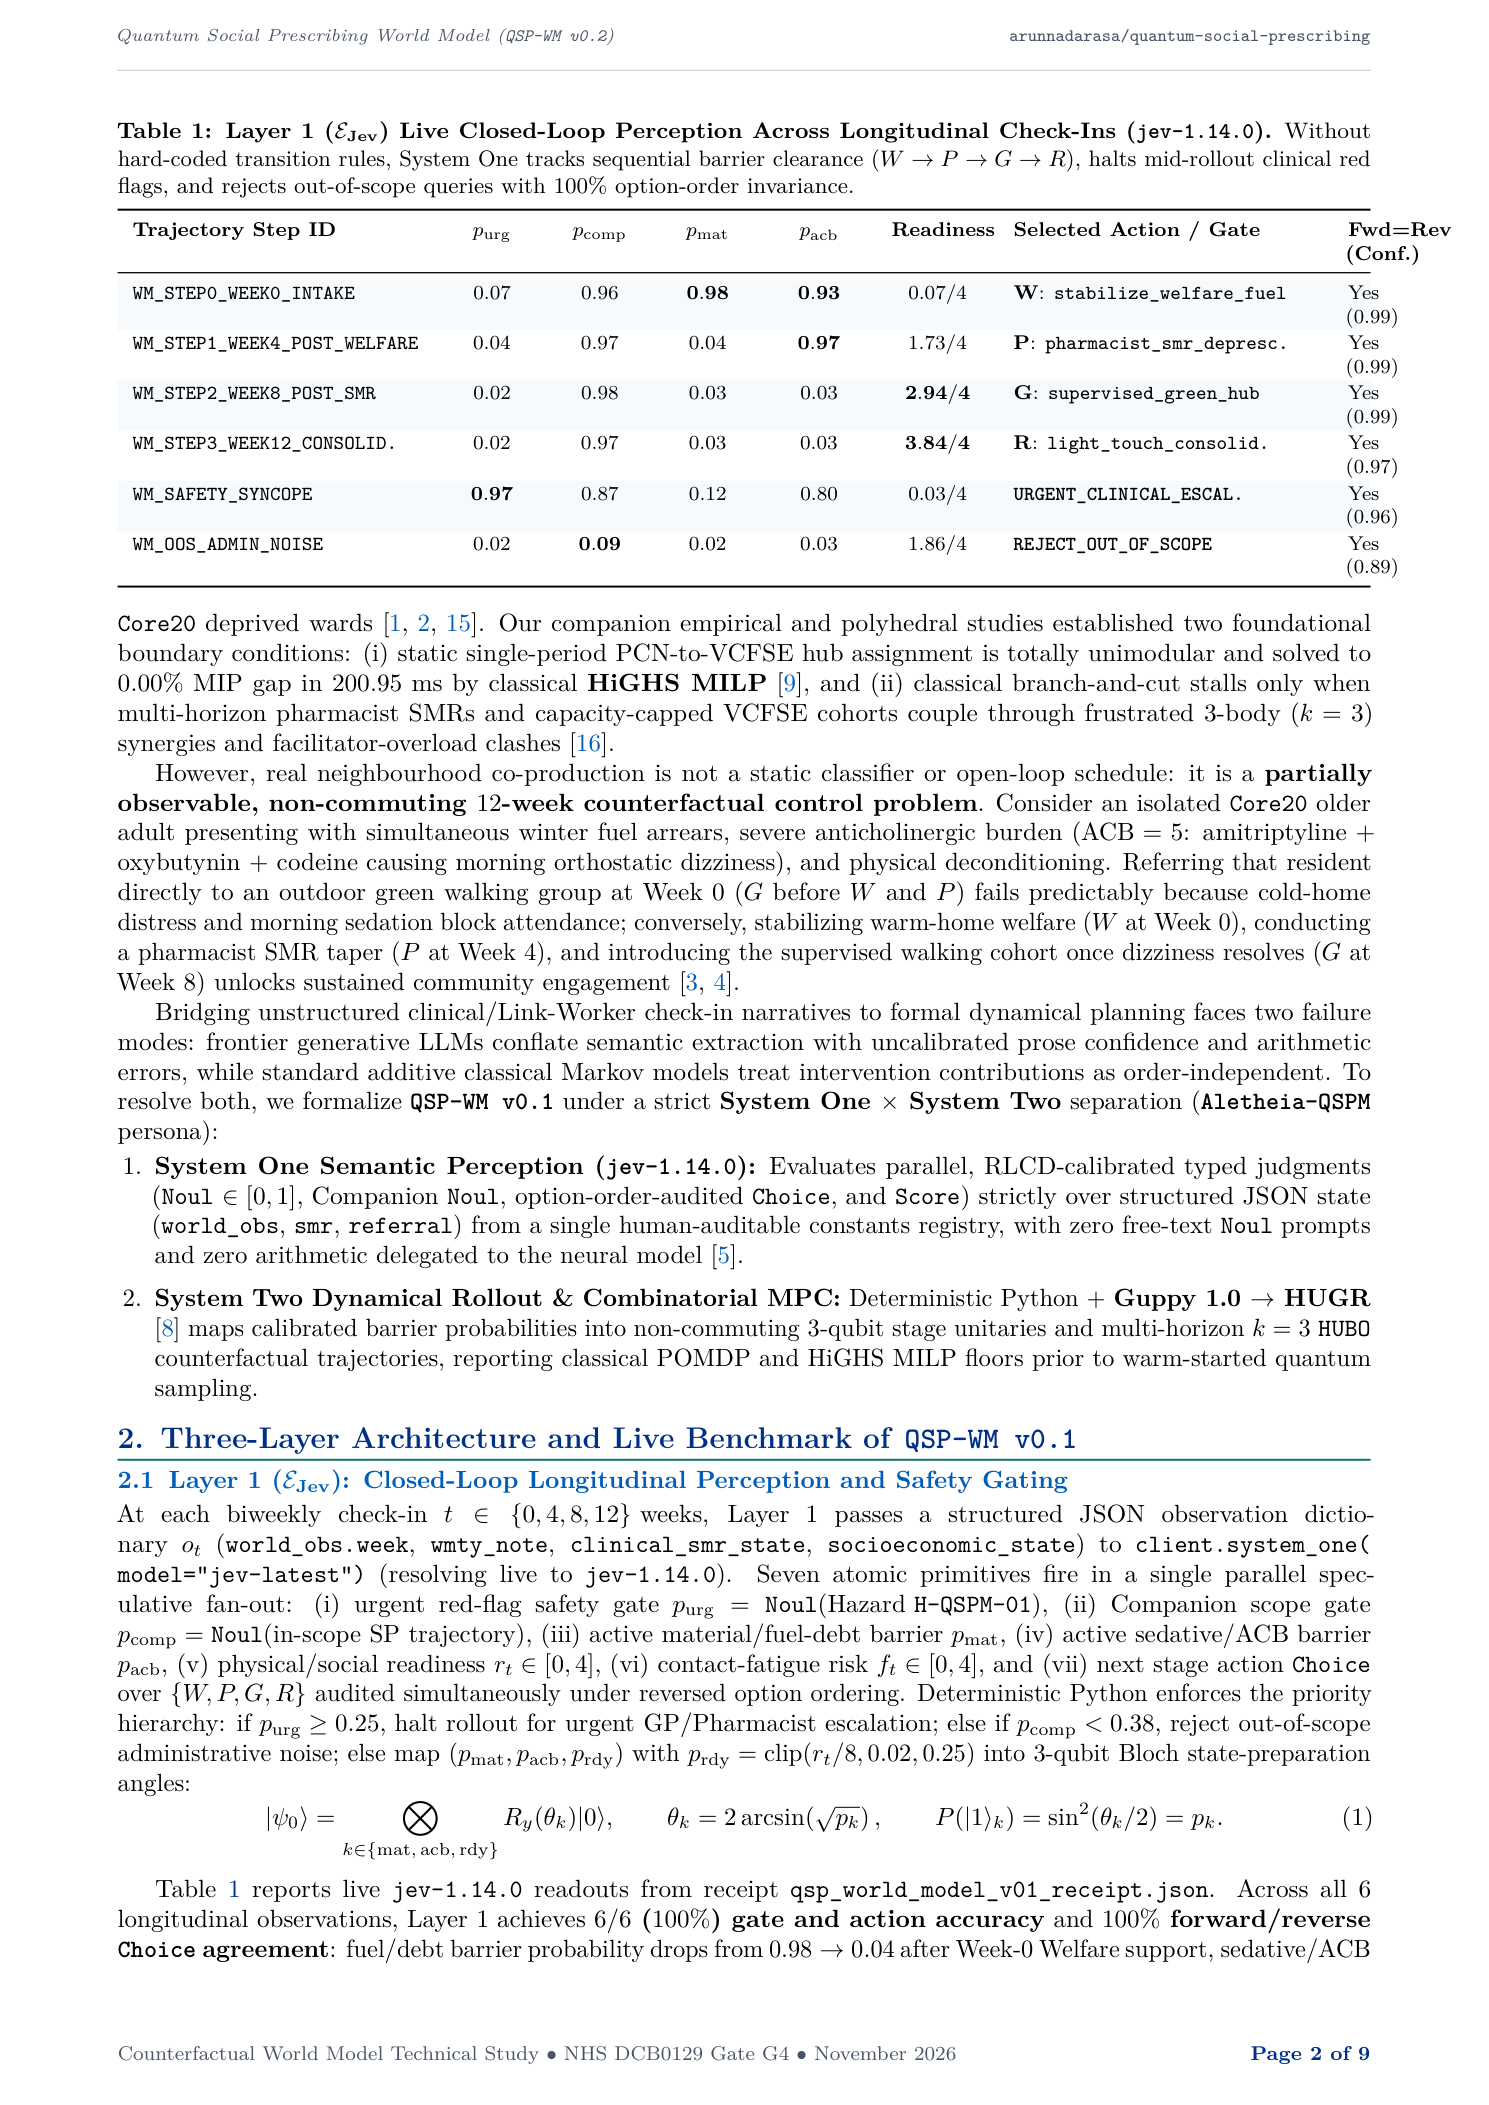 Quantum Social Prescribing World Model (QSP-WM v0.2)
arunnadarasa/quantum-social-prescribing
Table 1: Layer 1 (ℰ_Jev) Live Closed-Loop Perception Across Longitudinal Check-Ins (jev-1.14.0). Without
hard-coded transition rules, System One tracks sequential barrier clearance (W → P → G → R), halts mid-rollout clinical red
flags, and rejects out-of-scope queries with 100% option-order invariance.
Trajectory Step ID p_urg p_comp p_mat p_acb Readiness Selected Action / Gate Fwd=Rev
(Conf.)
WM_STEP0_WEEK0_INTAKE 0.07 0.96 0.98 0.93 0.07/4 W: stabilize_welfare_fuel Yes
(0.99)
WM_STEP1_WEEK4_POST_WELFARE 0.04 0.97 0.04 0.97 1.73/4 P: pharmacist_smr_depresc. Yes
(0.99)
WM_STEP2_WEEK8_POST_SMR 0.02 0.98 0.03 0.03 2.94/4 G: supervised_green_hub Yes
(0.99)
WM_STEP3_WEEK12_CONSOLID. 0.02 0.97 0.03 0.03 3.84/4 R: light_touch_consolid. Yes
(0.97)
WM_SAFETY_SYNCOPE 0.97 0.87 0.12 0.80 0.03/4 URGENT_CLINICAL_ESCAL. Yes
(0.96)
WM_OOS_ADMIN_NOISE 0.02 0.09 0.02 0.03 1.86/4 REJECT_OUT_OF_SCOPE Yes
(0.89)
Core20 deprived wards [1, 2, 15]. Our companion empirical and polyhedral studies established two foundational
boundary conditions: (i) static single-period PCN-to-VCFSE hub assignment is totally unimodular and solved to
0.00% MIP gap in 200.95 ms by classical HiGHS MILP [9], and (ii) classical branch-and-cut stalls only when
multi-horizon pharmacist SMRs and capacity-capped VCFSE cohorts couple through frustrated 3-body (k = 3)
synergies and facilitator-overload clashes [16].
However, real neighbourhood co-production is not a static classifier or open-loop schedule: it is a partially
observable, non-commuting 12-week counterfactual control problem. Consider an isolated Core20 older
adult presenting with simultaneous winter fuel arrears, severe anticholinergic burden (ACB = 5: amitriptyline +
oxybutynin + codeine causing morning orthostatic dizziness), and physical deconditioning. Referring that resident
directly to an outdoor green walking group at Week 0 (G before W and P) fails predictably because cold-home
distress and morning sedation block attendance; conversely, stabilizing warm-home welfare (W at Week 0), conducting
a pharmacist SMR taper (P at Week 4), and introducing the supervised walking cohort once dizziness resolves (G at
Week 8) unlocks sustained community engagement [3, 4].
Bridging unstructured clinical/Link-Worker check-in narratives to formal dynamical planning faces two failure
modes: frontier generative LLMs conflate semantic extraction with uncalibrated prose confidence and arithmetic
errors, while standard additive classical Markov models treat intervention contributions as order-independent. To
resolve both, we formalize QSP-WM v0.1 under a strict System One × System Two separation (Aletheia-QSPM
persona):
1. System One Semantic Perception (jev-1.14.0): Evaluates parallel, RLCD-calibrated typed judgments
(Noul ∈ [0, 1], Companion Noul, option-order-audited Choice, and Score) strictly over structured JSON state
(world_obs, smr, referral) from a single human-auditable constants registry, with zero free-text Noul prompts
and zero arithmetic delegated to the neural model [5].
2. System Two Dynamical Rollout & Combinatorial MPC: Deterministic Python + Guppy 1.0 → HUGR
[8] maps calibrated barrier probabilities into non-commuting 3-qubit stage unitaries and multi-horizon k = 3 HUBO
counterfactual trajectories, reporting classical POMDP and HiGHS MILP floors prior to warm-started quantum
sampling.
2. Three-Layer Architecture and Live Benchmark of QSP-WM v0.1
2.1 Layer 1 (ℰ_Jev): Closed-Loop Longitudinal Perception and Safety Gating
At each biweekly check-in t ∈ {0, 4, 8, 12} weeks, Layer 1 passes a structured JSON observation dictio-
nary o_t (world_obs.week, wmty_note, clinical_smr_state, socioeconomic_state) to client.system_one(
model="jev-latest") (resolving live to jev-1.14.0). Seven atomic primitives fire in a single parallel spec-
ulative fan-out: (i) urgent red-flag safety gate p_urg = Noul(Hazard H-QSPM-01), (ii) Companion scope gate
p_comp = Noul(in-scope SP trajectory), (iii) active material/fuel-debt barrier p_mat, (iv) active sedative/ACB barrier
p_acb, (v) physical/social readiness r_t ∈ [0, 4], (vi) contact-fatigue risk f_t ∈ [0, 4], and (vii) next stage action Choice
over {W, P, G, R} audited simultaneously under reversed option ordering. Deterministic Python enforces the priority
hierarchy: if p_urg ≥ 0.25, halt rollout for urgent GP/Pharmacist escalation; else if p_comp < 0.38, reject out-of-scope
administrative noise; else map (p_mat, p_acb, p_rdy) with p_rdy = clip(r_t/8, 0.02, 0.25) into 3-qubit Bloch state-preparation
angles:
|ψ_0⟩ = ⨂_{k∈{mat, acb, rdy}} R_y(θ_k)|0⟩, θ_k = 2 arcsin(√p_k), P(|1⟩_k) = sin²(θ_k/2) = p_k. (1)
Table 1 reports live jev-1.14.0 readouts from receipt qsp_world_model_v01_receipt.json. Across all 6
longitudinal observations, Layer 1 achieves 6/6 (100%) gate and action accuracy and 100% forward/reverse
Choice agreement: fuel/debt barrier probability drops from 0.98 → 0.04 after Week-0 Welfare support, sedative/ACB
Counterfactual World Model Technical Study • NHS DCB0129 Gate G4 • November 2026
Page 2 of 9